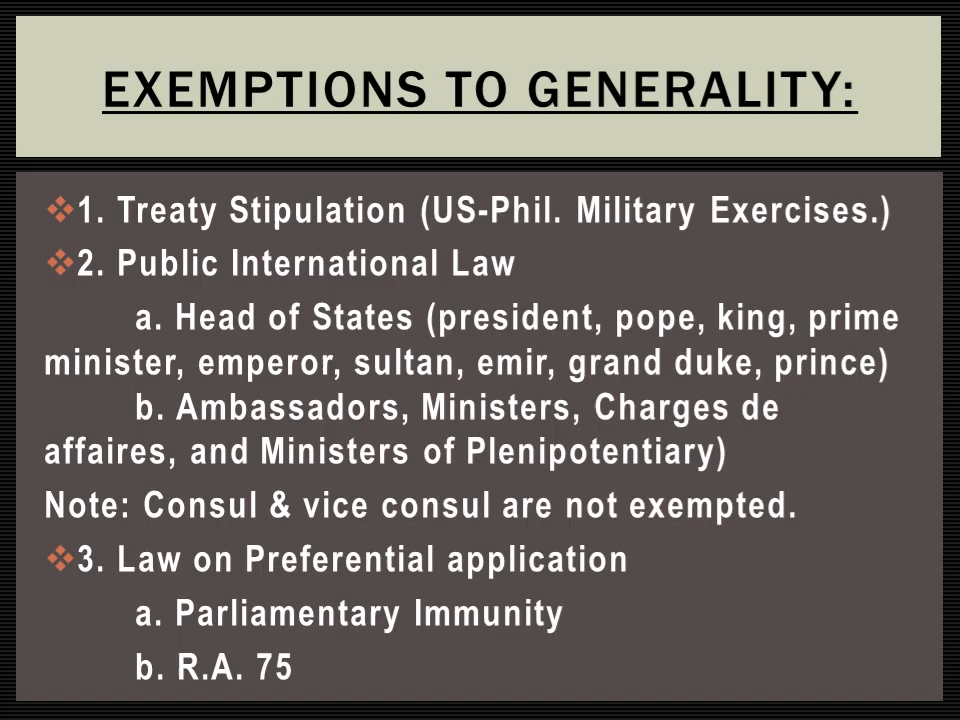 EXEMPTIONS TO GENERALITY:
❖1. Treaty Stipulation (US-Phil. Military Exercises.)
❖2. Public International Law
a. Head of States (president, pope, king, prime
minister, emperor, sultan, emir, grand duke, prince)
b. Ambassadors, Ministers, Charges de
affaires, and Ministers of Plenipotentiary)
Note: Consul & vice consul are not exempted.
❖3. Law on Preferential application
a. Parliamentary Immunity
b. R.A. 75